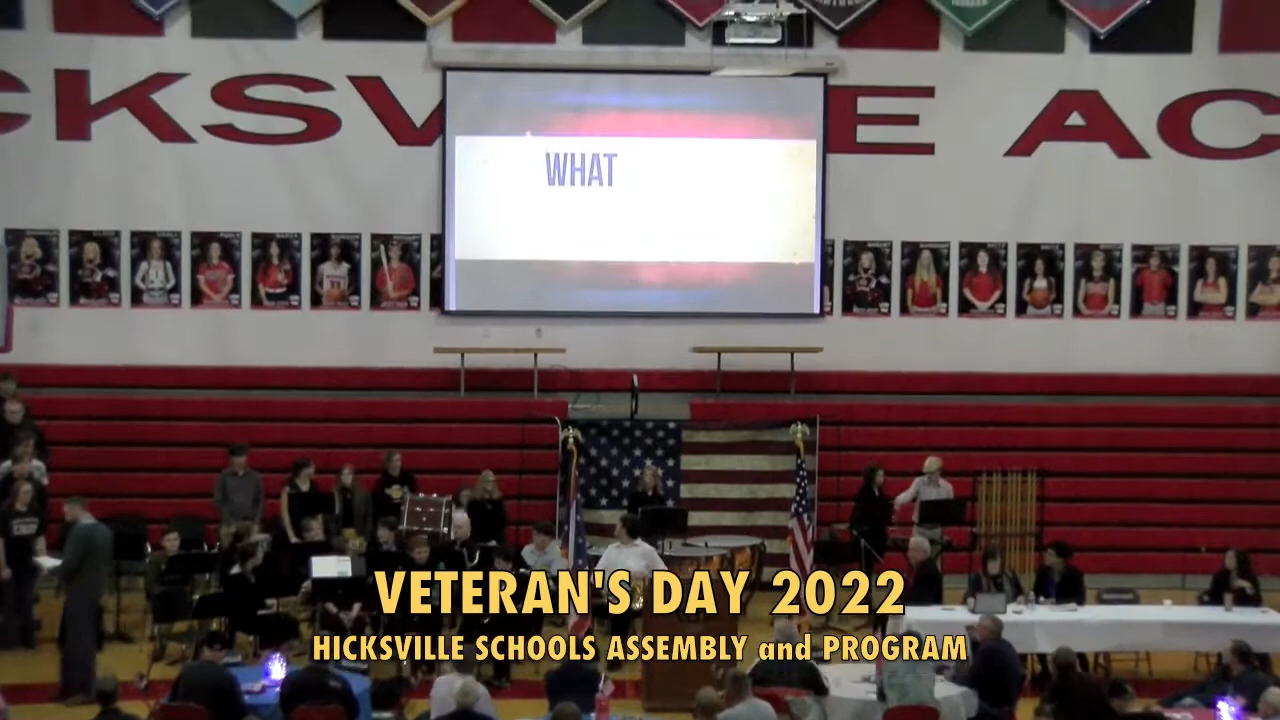 CKSV E AC
WHAT
VETERAN'S DAY 2022
HICKSVILLE SCHOOLS ASSEMBLY and PROGRAM